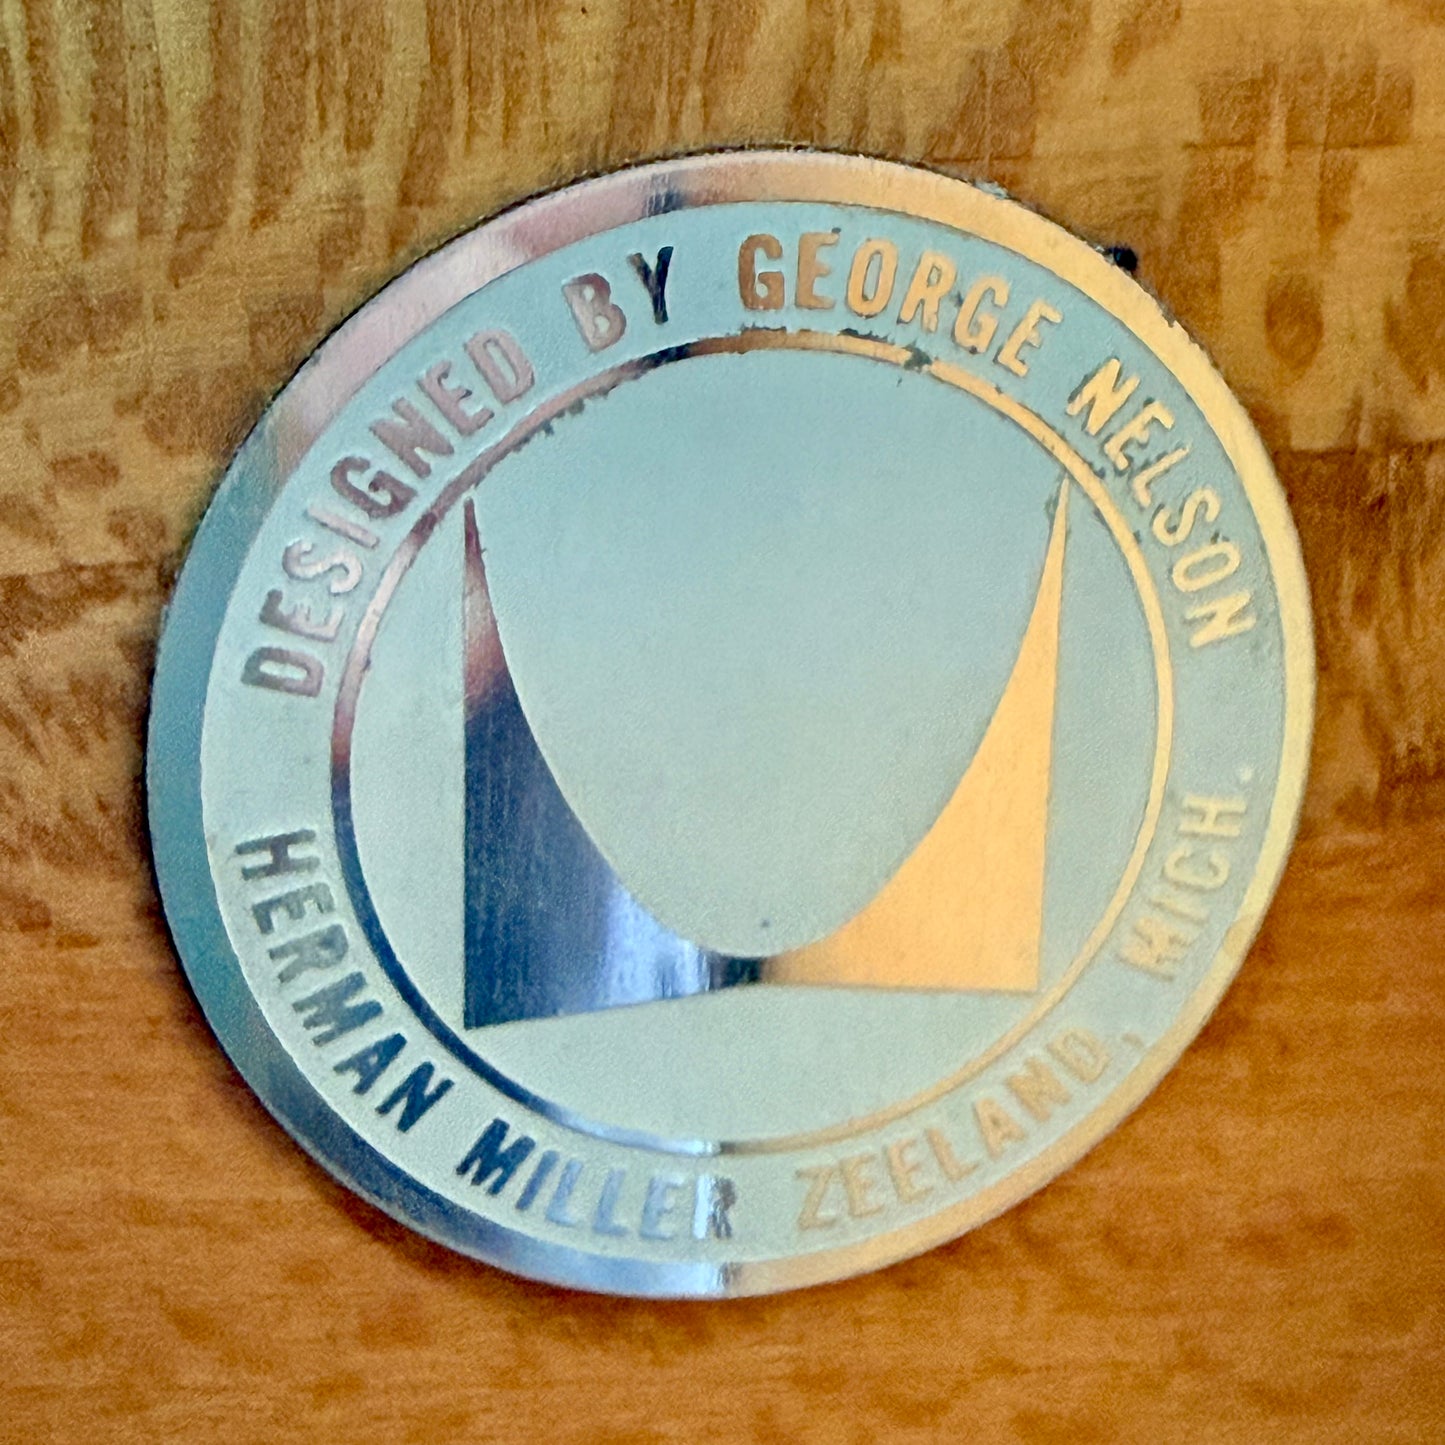 DESIGNED BY GEORGE NELSON
HERMAN MILLER ZEELAND, MICH.